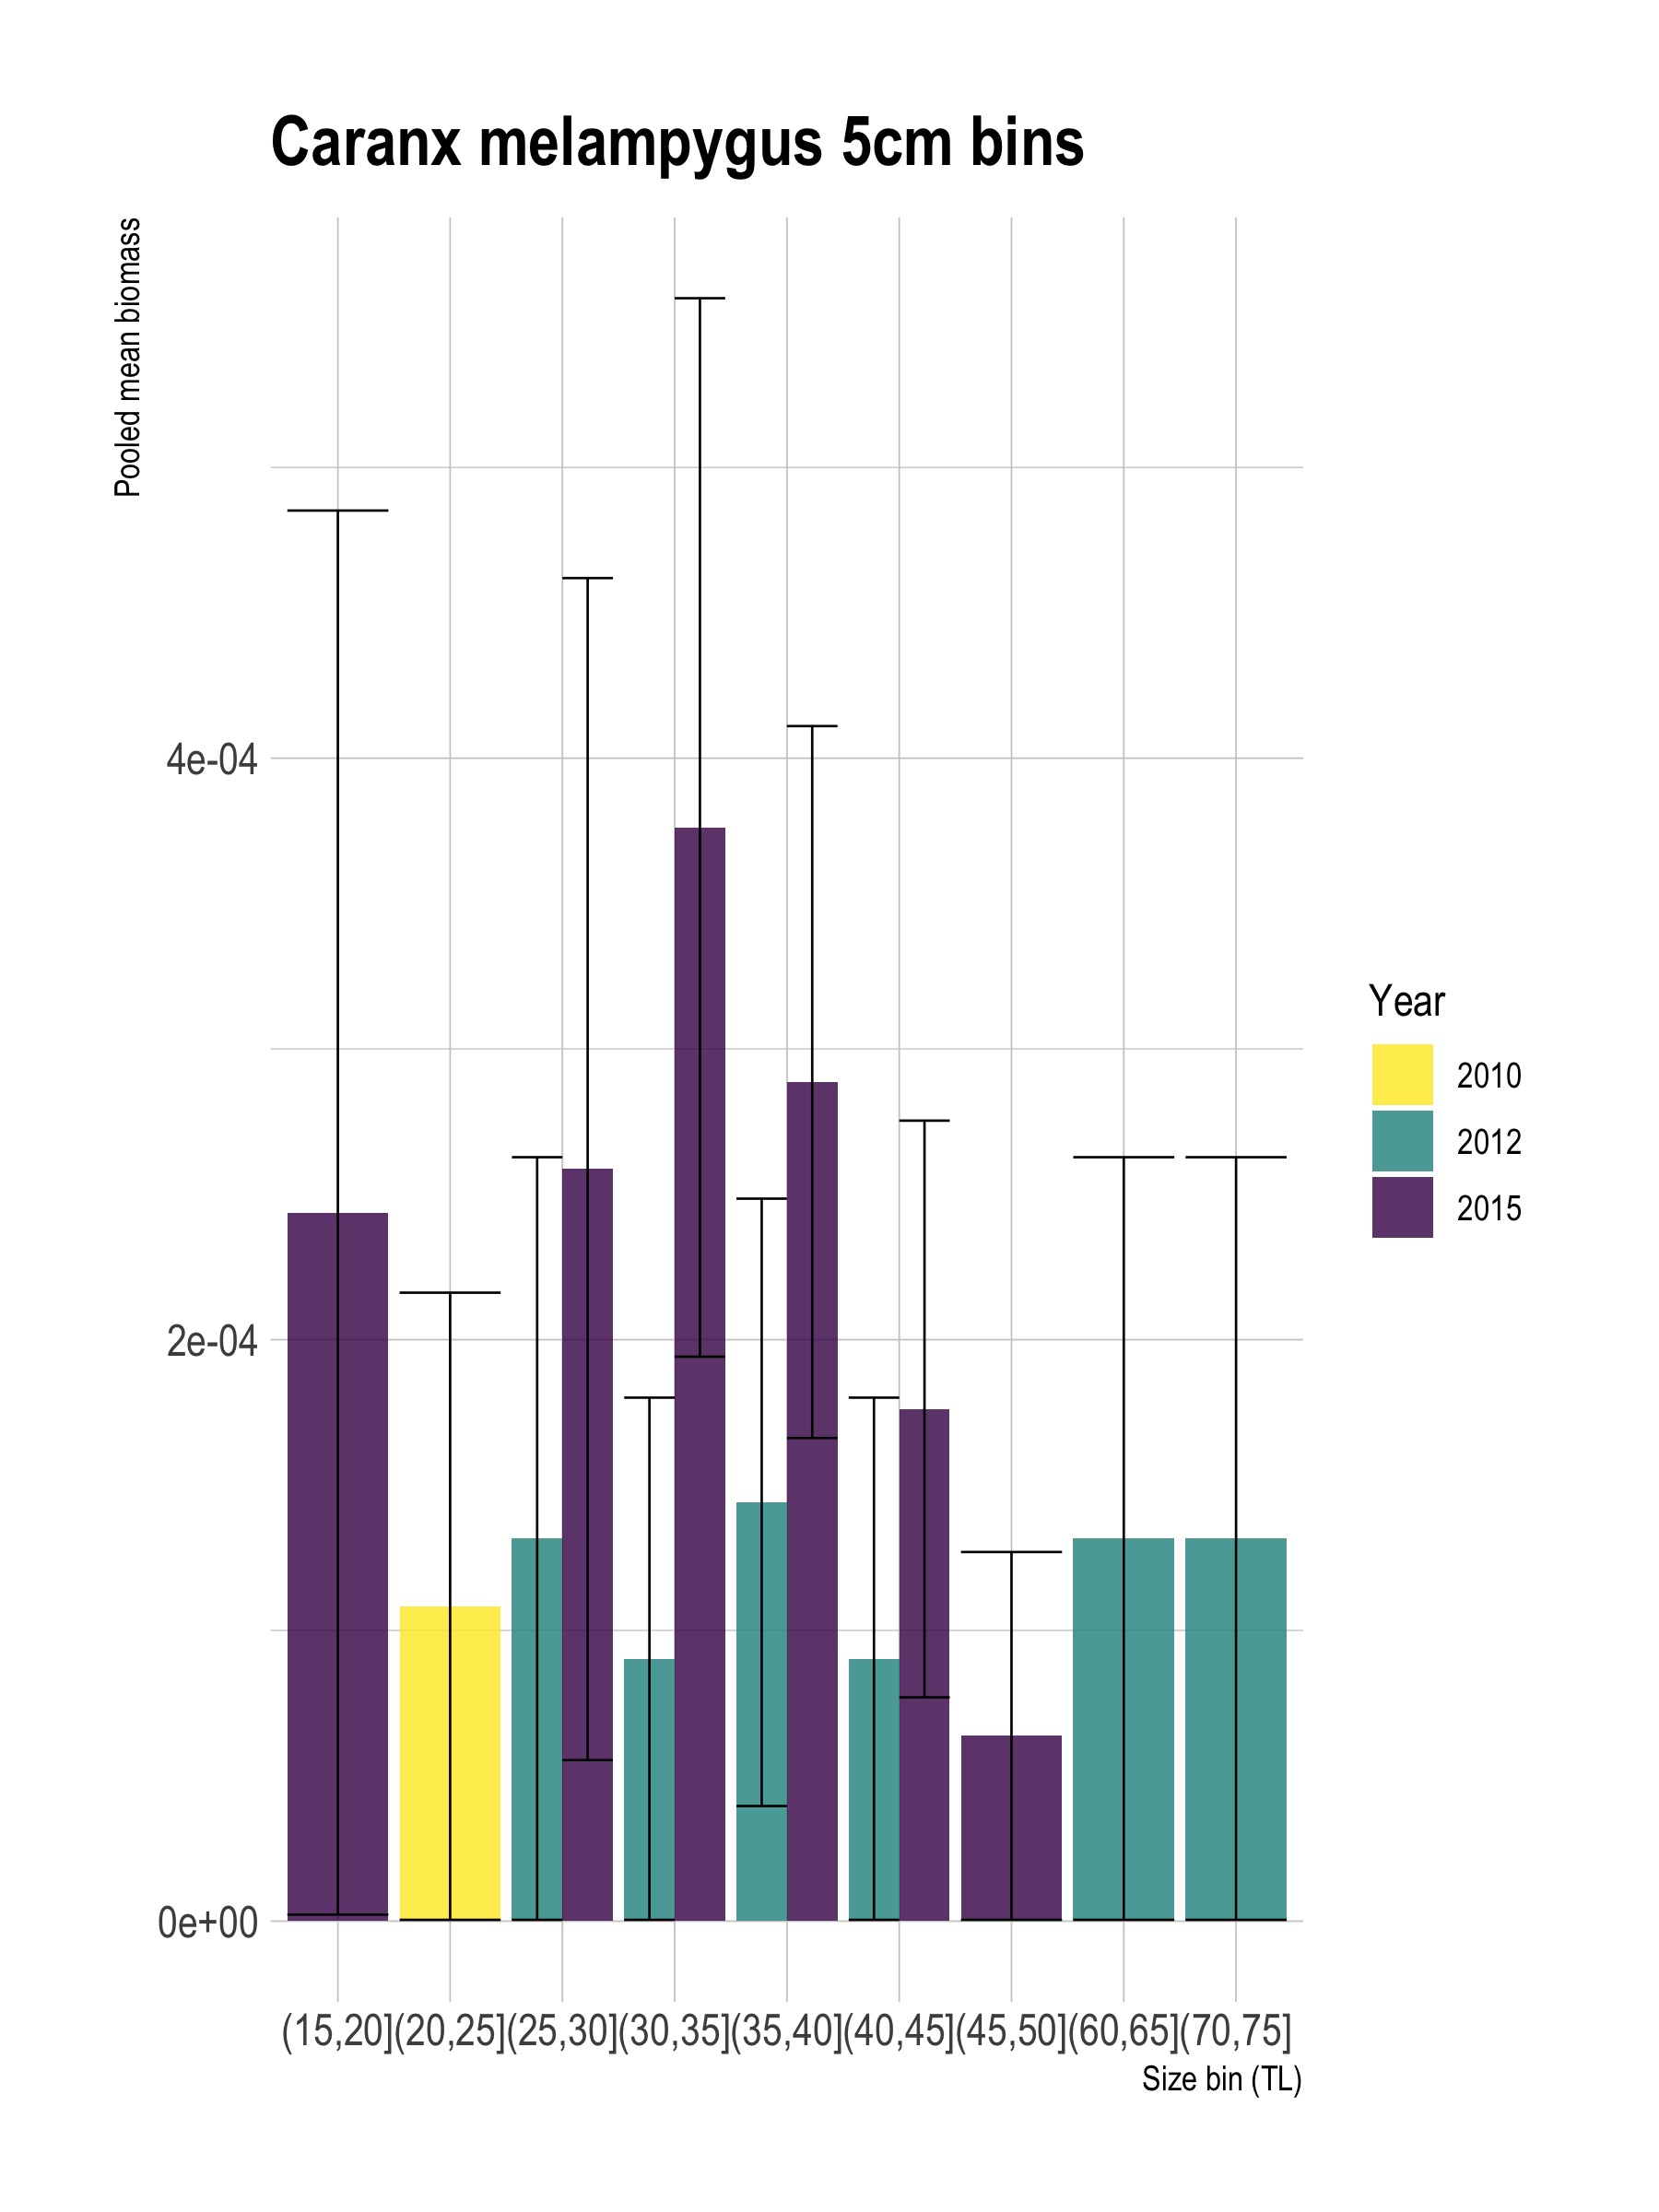 Caranx melampygus 5cm bins
Pooled mean biomass
4e-04
2e-04
0e+00
(15,20](20,25](25,30](30,35](35,40](40,45](45,50](60,65](70,75]
Size bin (TL)
Year
2010
2012
2015